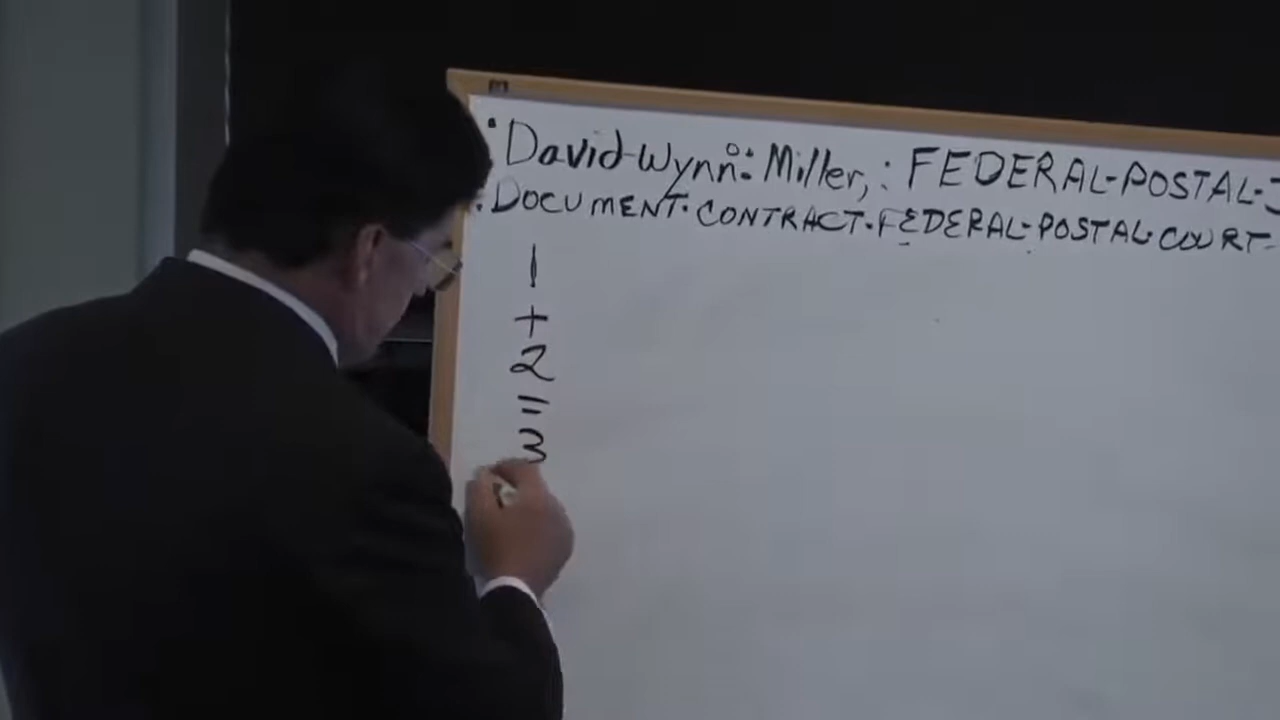 :David-Wynn: Miller, : FEDERAL-POSTAL-J
:DOCUMENT-CONTRACT-FEDERAL-POSTAL-COURT-
1
+
2
=
3